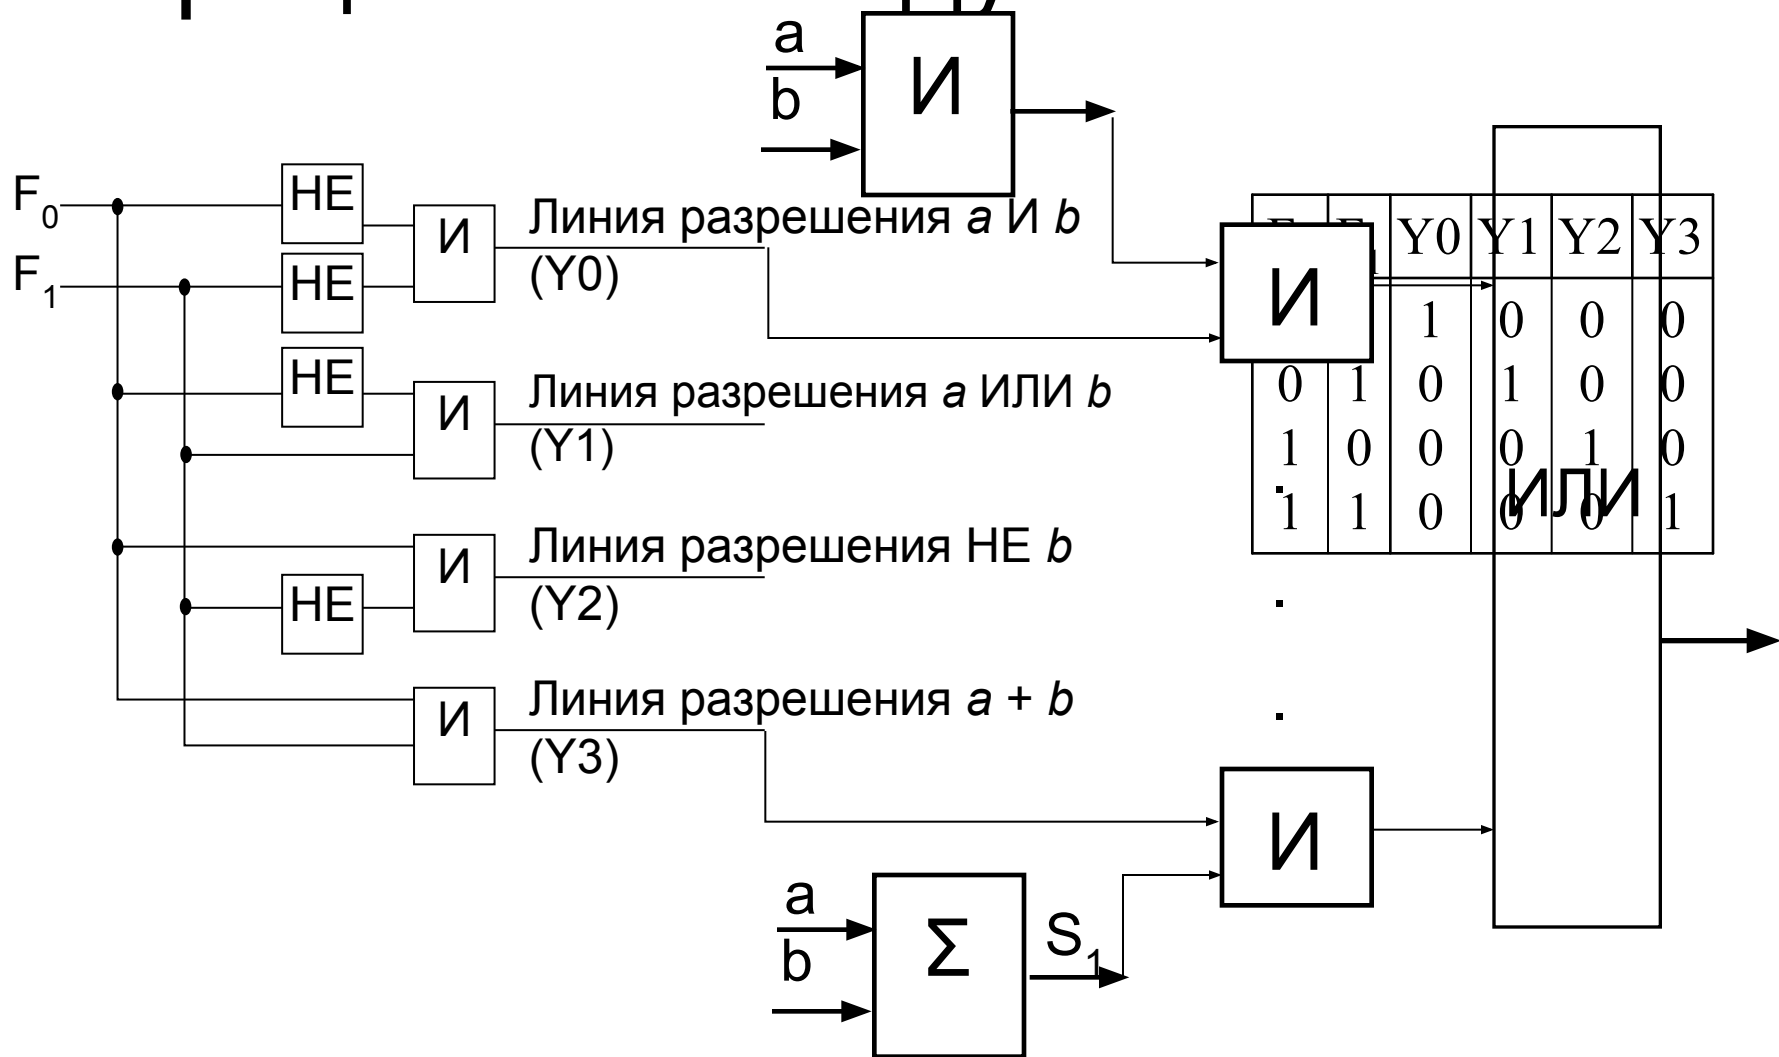 a
b
И
F0
F1
НЕ
НЕ
И
Линия разрешения a И b
(Y0)
НЕ
И
Линия разрешения a ИЛИ b
(Y1)
И
Линия разрешения НЕ b
НЕ
(Y2)
И
Линия разрешения a + b
(Y3)
И
Y0 Y1 Y2 Y3
1 0 0 0
0 1 0 1 0 0
1 0 0 0 1 0
1 1 0 0 0 1
ИЛИ
.
.
.
И
a
b
Σ
S1